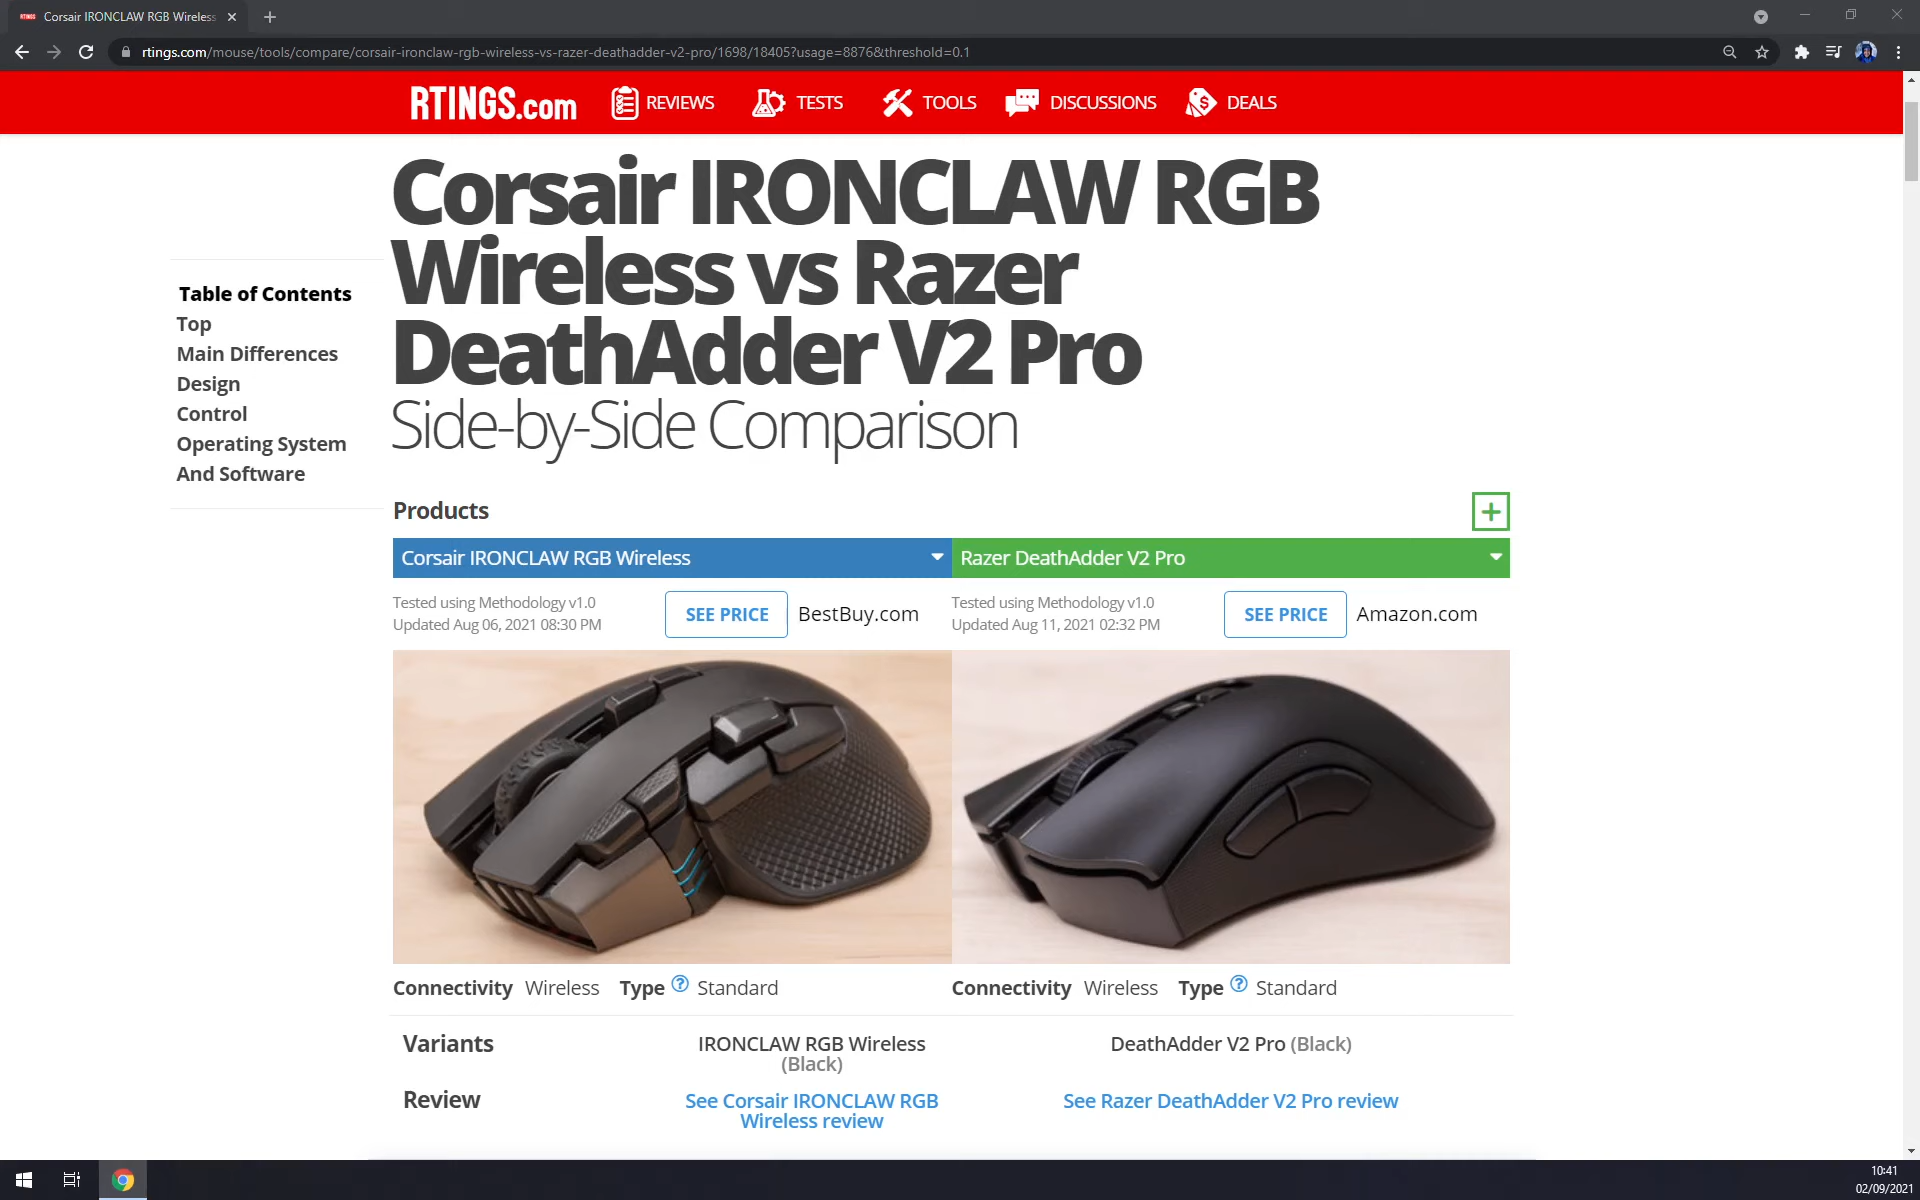 Corsair IRONCLAW RGB Wireless
rtings.com/mouse/tools/compare/corsair-ironclaw-rgb-wireless-vs-razer-deathadder-v2-pro/1698/18405?usage=8876&threshold=0.1
RTINGS.com REVIEWS TESTS TOOLS DISCUSSIONS DEALS
Corsair IRONCLAW RGB
Wireless vs Razer
DeathAdder V2 Pro
Side-by-Side Comparison
Table of Contents
Top
Main Differences
Design
Control
Operating System
And Software
Products
Corsair IRONCLAW RGB Wireless
Razer DeathAdder V2 Pro
Tested using Methodology v1.0
Updated Aug 06, 2021 08:30 PM
SEE PRICE BestBuy.com
Tested using Methodology v1.0
Updated Aug 11, 2021 02:32 PM
SEE PRICE Amazon.com
Connectivity Wireless Type ? Standard
Connectivity Wireless Type ? Standard
Variants
IRONCLAW RGB Wireless
(Black)
DeathAdder V2 Pro (Black)
Review
See Corsair IRONCLAW RGB
Wireless review
See Razer DeathAdder V2 Pro review
10:41
02/09/2021